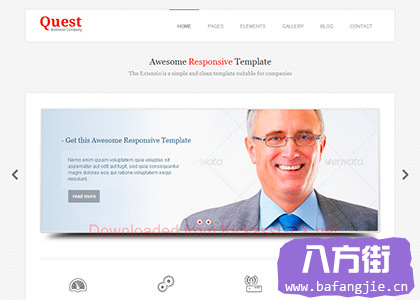 Quest
Business Company
HOME PAGES ELEMENTS GALLERY BLOG CONTACT
Awesome Responsive Template
The Extensio is a simple and clean template suitable for companies
- Get this Awesome Responsive Template
Nemo enim ipsam voluptatem quia voluptas sit
aspernatur aut odit aut fugit, sed quia consequuntur
magni dolores eos qui ratione voluptatem sequi
nesciunt.
read more
envato
envato
Downloaded from
八方街
www.bafangjie.cn